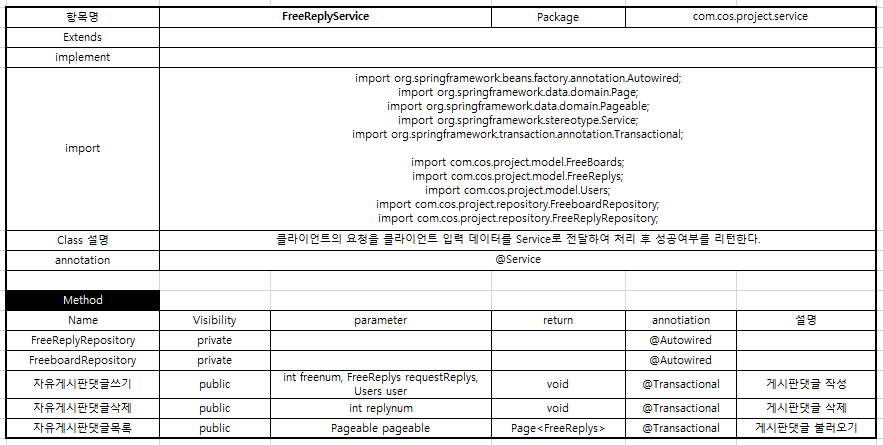 항목명 FreeReplyService Package com.cos.project.service
Extends
implement
import
import org.springframework.beans.factory.annotation.Autowired;
import org.springframework.data.domain.Page;
import org.springframework.data.domain.Pageable;
import org.springframework.stereotype.Service;
import org.springframework.transaction.annotation.Transactional;
import com.cos.project.model.FreeBoards;
import com.cos.project.model.FreeReplys;
import com.cos.project.model.Users;
import com.cos.project.repository.FreeboardRepository;
import com.cos.project.repository.FreeReplyRepository;
Class 설명 클라이언트의 요청을 클라이언트 입력 데이터를 Service로 전달하여 처리 후 성공여부를 리턴한다.
annotation @Service
Method
Name Visibility parameter return annotiation 설명
FreeReplyRepository private @Autowired
FreeboardRepository private @Autowired
자유게시판댓글쓰기 public int freenum, FreeReplys requestReplys, Users user void @Transactional 게시판댓글 작성
자유게시판댓글삭제 public int replynum void @Transactional 게시판댓글 삭제
자유게시판댓글목록 public Pageable pageable Page<FreeReplys> @Transactional 게시판댓글 불러오기